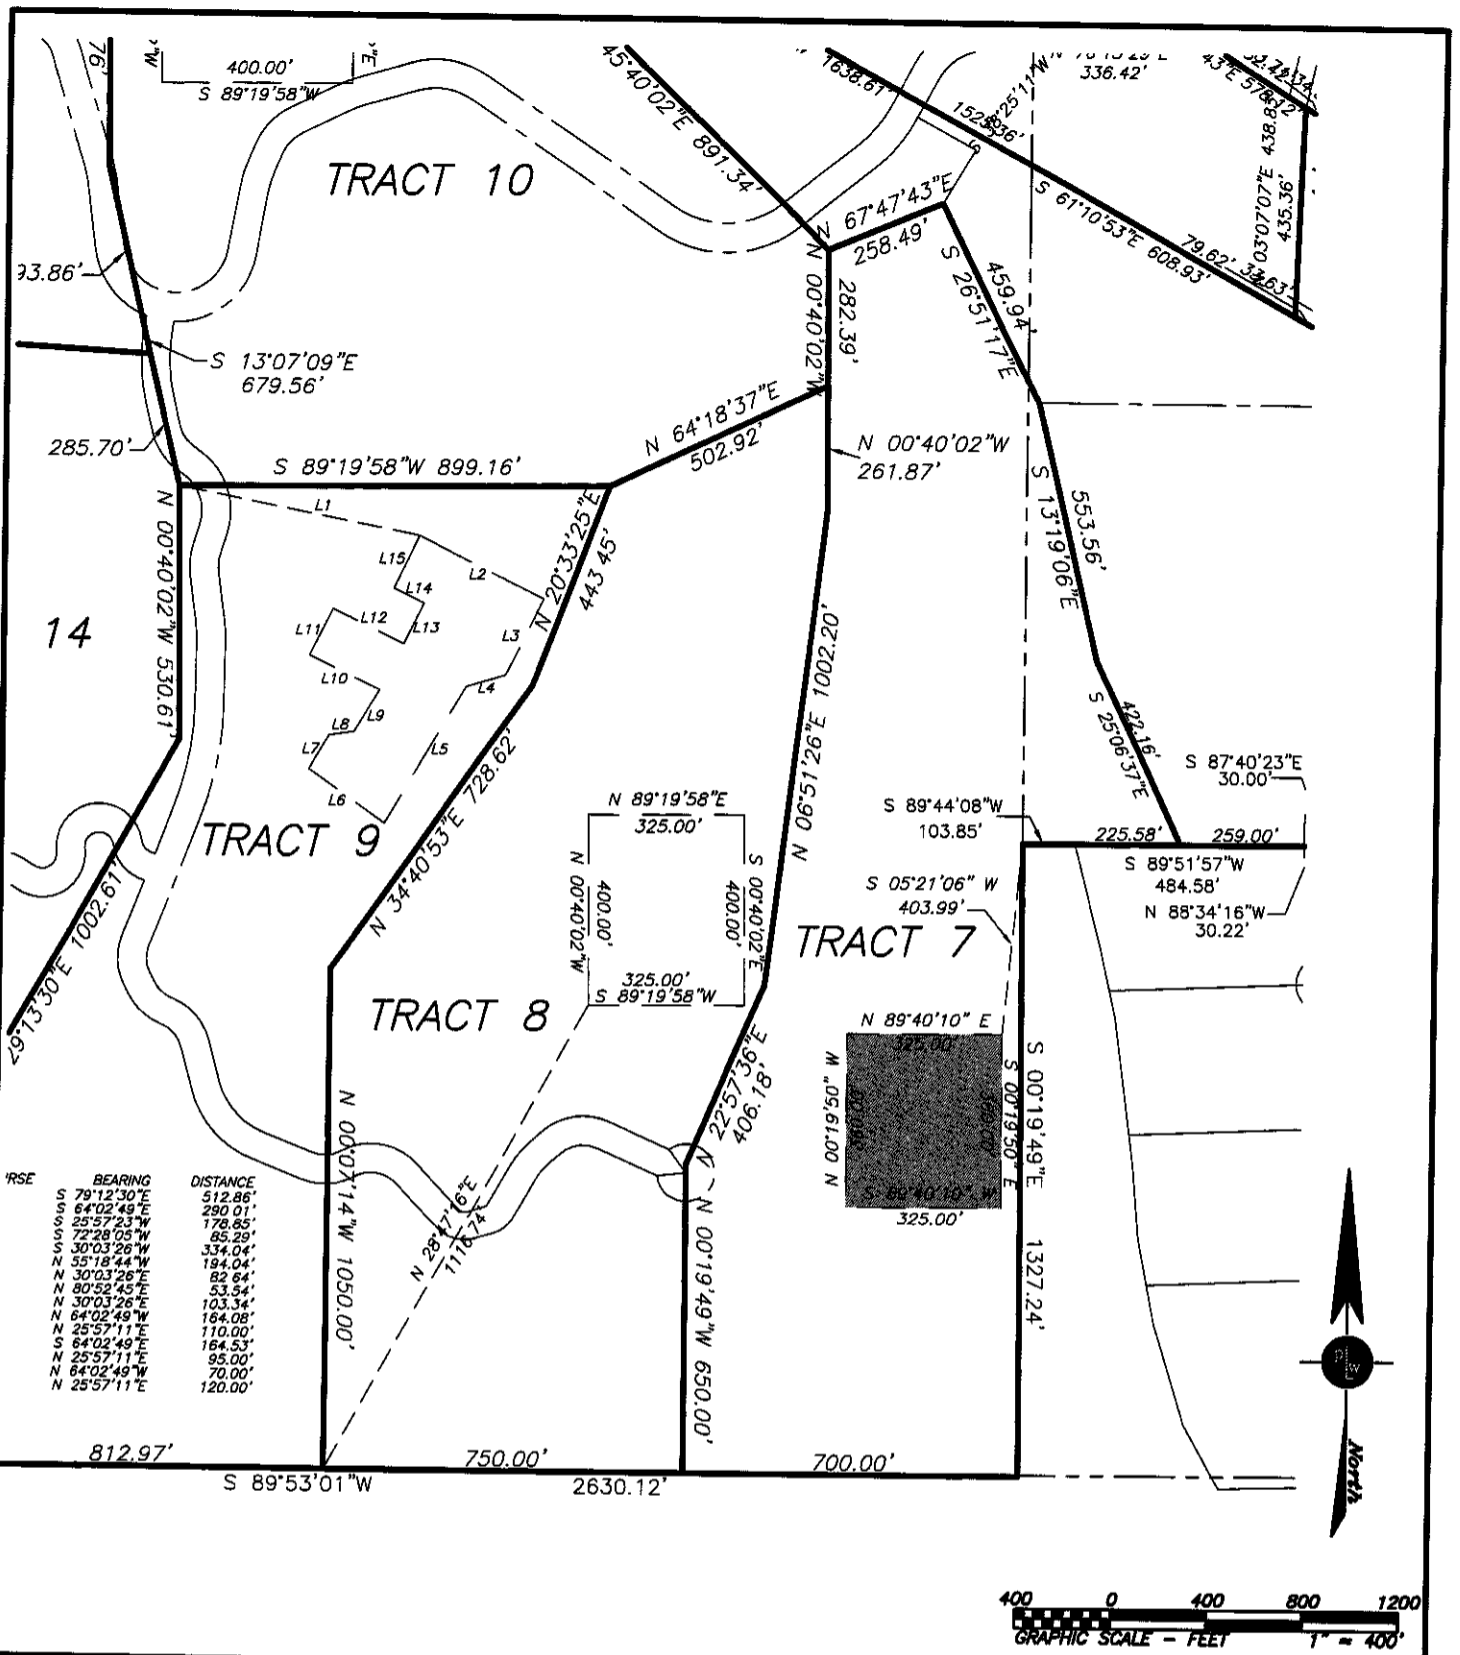 400.00'
S 89°19'58"W
"W
"E
76'
45°40'02"E 891.34'
1638.61'
1525.36'
336.42'
43"E 578.12'
438.8
03°07'07"E
435.36'
TRACT 10
N 67°47'43"E
258.49'
S 61°10'53"E 608.93'
79.62'
33.63'
93.86'
S 13°07'09"E
679.56'
N 00°40'02"W
282.39'
S 26°51'17"E
459.94'
285.70'
S 89°19'58"W 899.16'
N 64°18'37"E
502.92'
N 00°40'02"W
261.87'
L1
L15
L2
L14
L12
L13
L11
L3
L10
L4
L9
L8
L7
L5
L6
N 20°33'25"E
443.45'
S 13°19'06"E
553.56'
14
N 00°40'02"W 530.61'
N 06°51'26"E 1002.20'
422.16'
S 25°06'37"E
S 87°40'23"E
30.00'
N 34°40'53"E 728.62'
N 89°19'58"E
325.00'
S 89°44'08"W
103.85'
225.58'
259.00'
TRACT 9
S 89°51'57"W
484.58'
N 00°40'02"W
400.00'
S 00°40'02"E
400.00'
S 05°21'06" W
403.99'
N 88°34'16"W
30.22'
29°13'30"E 1002.61'
TRACT 7
325.00'
S 89°19'58"W
TRACT 8
N 89°40'10" E
325.00'
N 22°57'36"E
406.18'
N 00°19'50" W
S 00°19'50" E
S 00°19'49"E 1327.24'
N 00°07'14"W 1050.00'
N 28°47'16"E
1116.74'
S 89°40'10" W
325.00'
N 00°19'49"W 650.00'
'RSE BEARING DISTANCE
S 79°12'30"E 512.86'
S 64°02'49"E 290.01'
S 25°57'23"W 178.85'
S 72°28'05"W 85.29'
S 30°03'26"W 334.04'
N 55°18'44"W 194.04'
N 30°03'26"E 82.64'
N 80°52'45"E 53.54'
N 30°03'26"E 103.34'
N 64°02'49"W 164.08'
N 25°57'11"E 110.00'
S 64°02'49"E 164.53'
N 25°57'11"E 95.00'
N 64°02'49"W 70.00'
N 25°57'11"E 120.00'
P W
North
812.97'
750.00'
700.00'
S 89°53'01"W
2630.12'
400 0 400 800 1200
GRAPHIC SCALE - FEET 1" = 400'